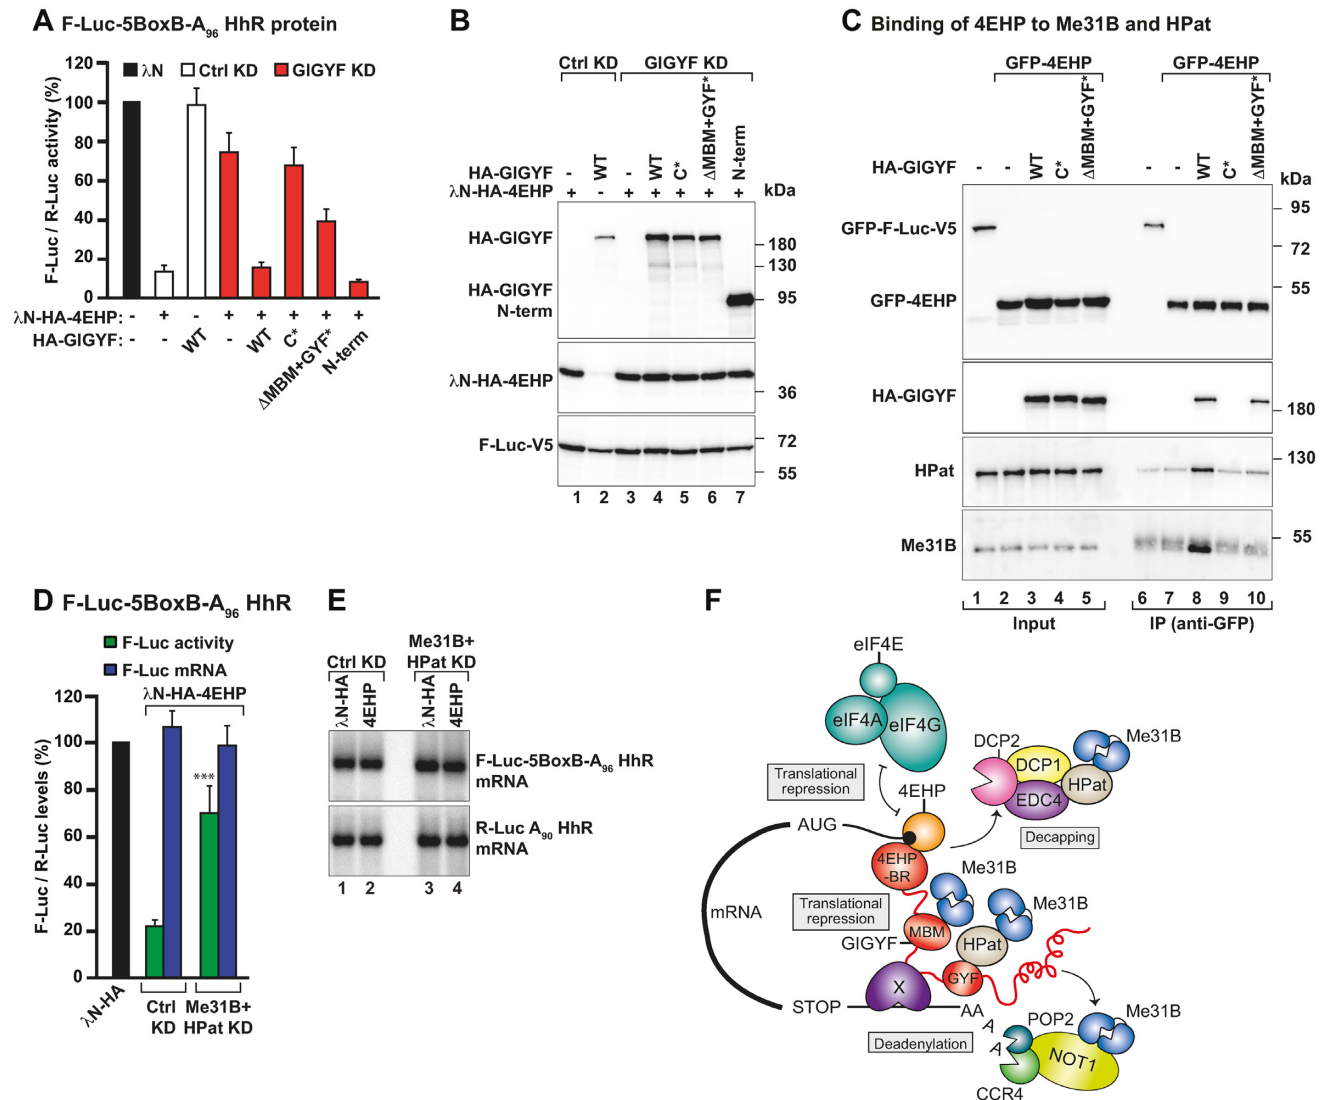 A F-Luc-5BoxB-A96 HhR protein
F-Luc / R-Luc activity (%)
120
100
80
60
40
20
0
λN
Ctrl KD
GIGYF KD
λN-HA-4EHP: - + - + + + + +
HA-GIGYF: - - WT - WT C* ΔMBM+GYF* N-term
B
Ctrl KD
GIGYF KD
HA-GIGYF - WT - WT C* ΔMBM+GYF* N-term
λN-HA-4EHP + - + + + + +
kDa
HA-GIGYF
180
130
HA-GIGYF
N-term
95
λN-HA-4EHP
36
F-Luc-V5
72
55
1 2 3 4 5 6 7
C Binding of 4EHP to Me31B and HPat
GFP-4EHP
GFP-4EHP
HA-GIGYF - - WT C* ΔMBM+GYF* - - WT C* ΔMBM+GYF*
kDa
95
GFP-F-Luc-V5
72
GFP-4EHP
55
HA-GIGYF
180
HPat
130
Me31B
55
1 2 3 4 5 6 7 8 9 10
Input
IP (anti-GFP)
D F-Luc-5BoxB-A96 HhR
F-Luc activity
F-Luc mRNA
λN-HA-4EHP
F-Luc / R-Luc levels (%)
120
100
80
60
40
20
0
***
λN-HA
Ctrl
KD
Me31B+
HPat KD
E
Ctrl KD
Me31B+
HPat KD
λN-HA
4EHP
λN-HA
4EHP
F-Luc-5BoxB-A96 HhR
mRNA
R-Luc A90 HhR
mRNA
1 2 3 4
F
eIF4E
eIF4A
eIF4G
Translational
repression
4EHP
DCP2
DCP1
EDC4
HPat
Me31B
Decapping
AUG
4EHP
-BR
Me31B
Translational
repression
mRNA
MBM
GIGYF
HPat
Me31B
X
GYF
STOP
AA
A
A
Deadenylation
POP2
Me31B
NOT1
CCR4